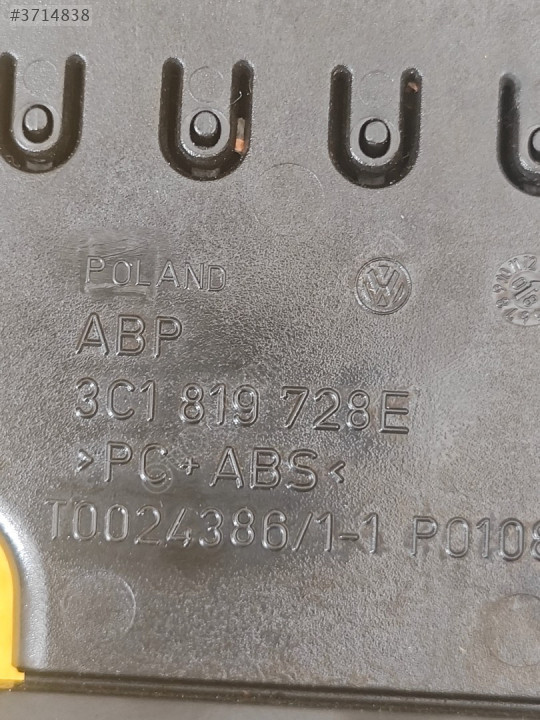 #3714838
POLAND
ABP
3C1 819 728E
>PC+ABS<
T0024386/1-1 P0108